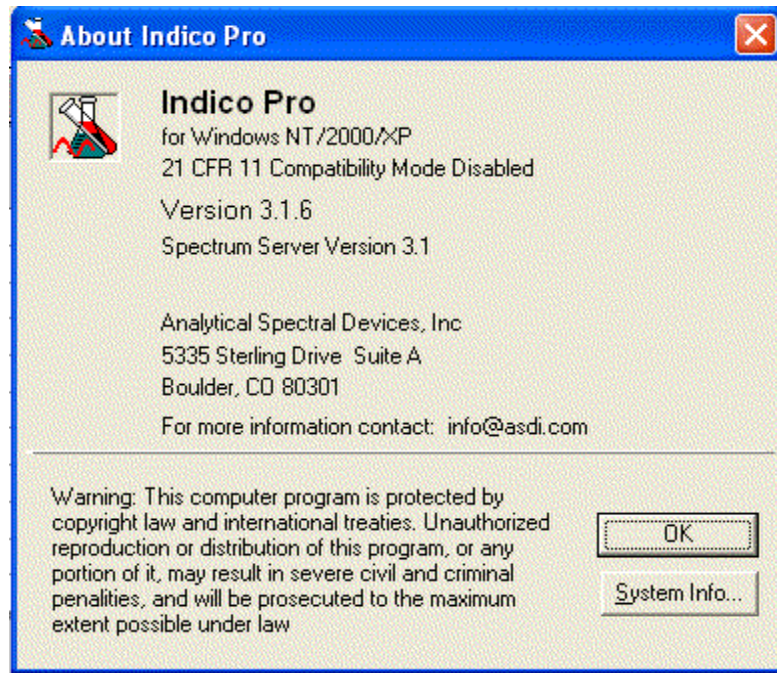 About Indico Pro
Indico Pro
for Windows NT/2000/XP
21 CFR 11 Compatibility Mode Disabled
Version 3.1.6
Spectrum Server Version 3.1
Analytical Spectral Devices, Inc
5335 Sterling Drive Suite A
Boulder, CO 80301
For more information contact: info@asdi.com
Warning: This computer program is protected by
copyright law and international treaties. Unauthorized
reproduction or distribution of this program, or any
portion of it, may result in severe civil and criminal
penalities, and will be prosecuted to the maximum
extent possible under law
OK
System Info...